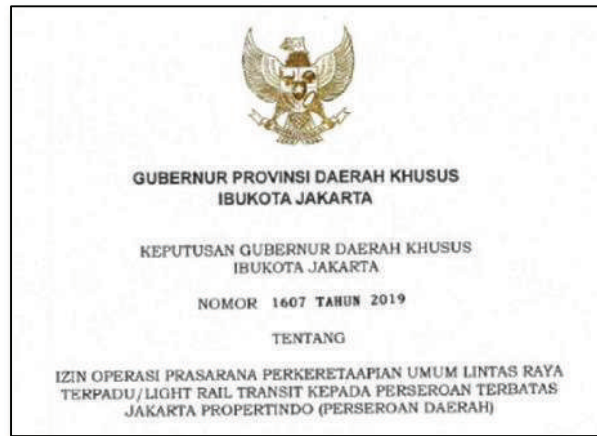 GUBERNUR PROVINSI DAERAH KHUSUS
IBUKOTA JAKARTA
KEPUTUSAN GUBERNUR DAERAH KHUSUS
IBUKOTA JAKARTA
NOMOR 1607 TAHUN 2019
TENTANG
IZIN OPERASI PRASARANA PERKERETAAPIAN UMUM LINTAS RAYA
TERPADU/LIGHT RAIL TRANSIT KEPADA PERSEROAN TERBATAS
JAKARTA PROPERTINDO (PERSEROAN DAERAH)